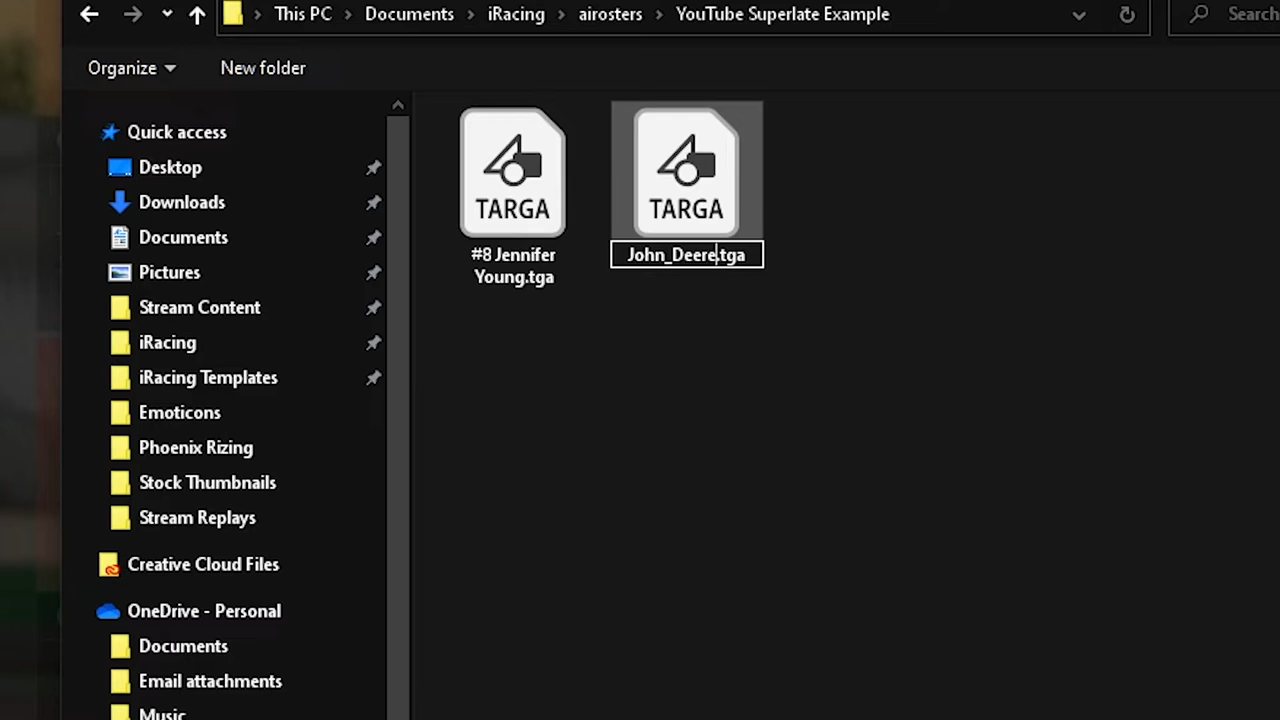 This PC > Documents > iRacing > airosters > YouTube Superlate Example
Search
Organize
New folder
Quick access
Desktop
Downloads
Documents
Pictures
Stream Content
iRacing
iRacing Templates
Emoticons
Phoenix Rizing
Stock Thumbnails
Stream Replays
Creative Cloud Files
OneDrive - Personal
Documents
Email attachments
Music
TARGA
#8 Jennifer
Young.tga
TARGA
John_Deere.tga